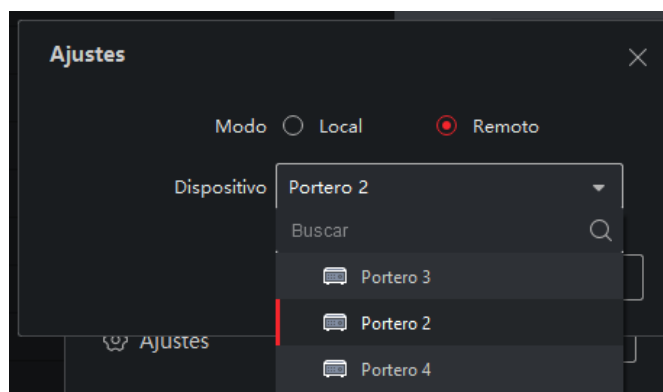 Ajustes
Modo Local Remoto
Dispositivo Portero 2
Buscar
Portero 3
Portero 2
Ajustes
Portero 4